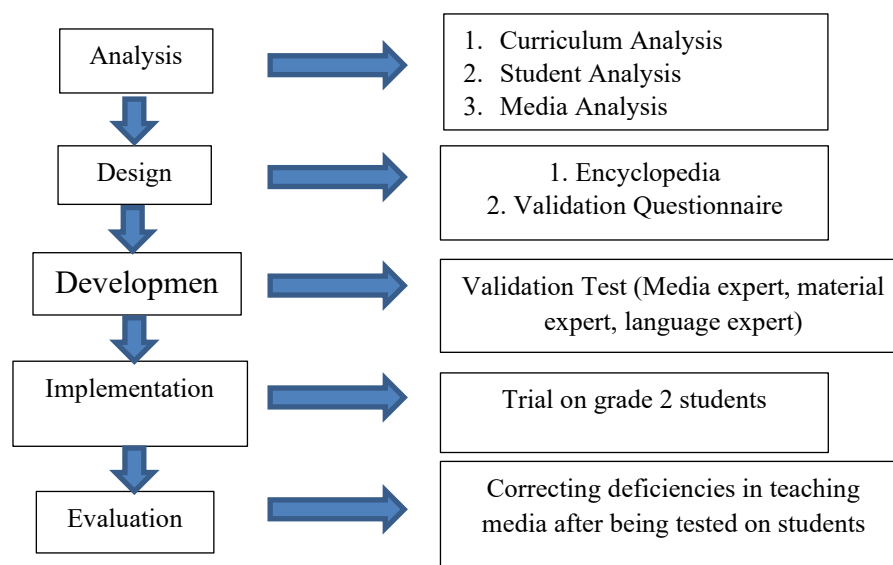 Analysis
1. Curriculum Analysis
2. Student Analysis
3. Media Analysis
Design
1. Encyclopedia
2. Validation Questionnaire
Developmen
Validation Test (Media expert, material
expert, language expert)
Implementation
Trial on grade 2 students
Evaluation
Correcting deficiencies in teaching
media after being tested on students